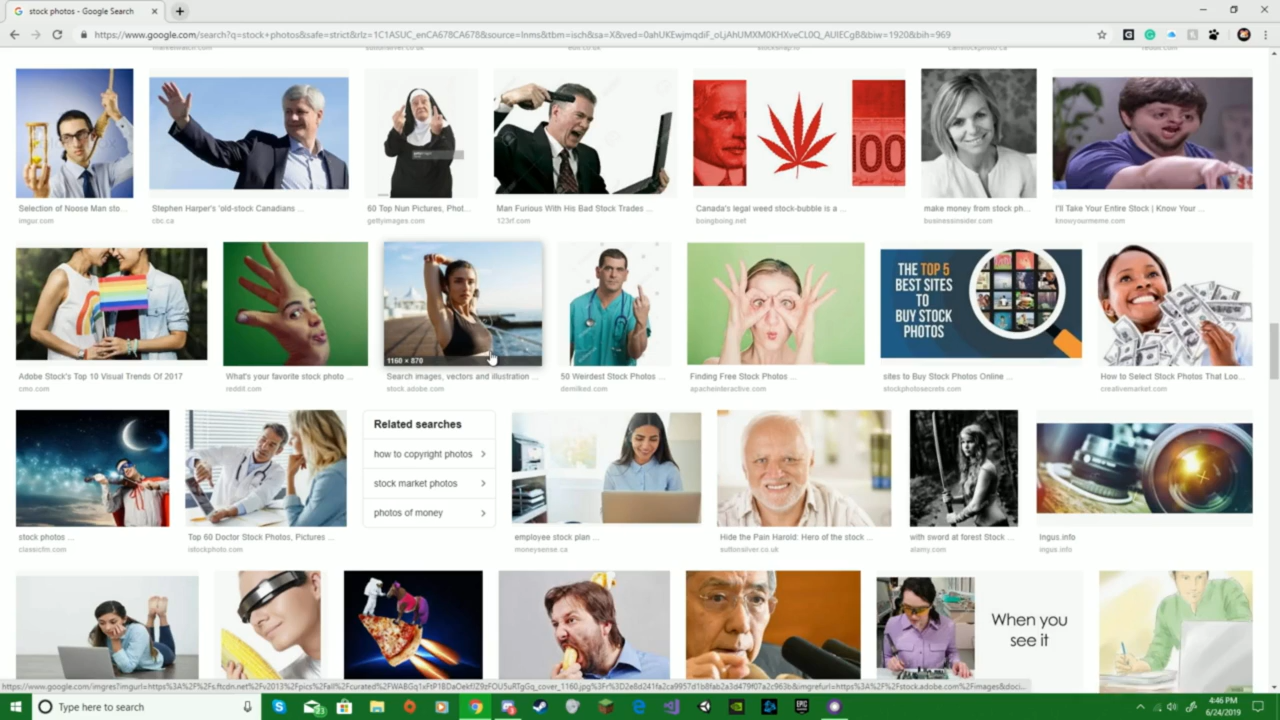 stock photos - Google Search
https://www.google.com/search?q=stock+photos&safe=strict&rlz=1C1ASUC_enCA678CA678&source=lnms&tbm=isch&sa=X&ved=0ahUKEwjmqdiF_oLjAhUMXM0KHXveCL0Q_AUIECgB&biw=1920&bih=969
Selection of Noose Man sto...
imgur.com
Stephen Harper's 'old-stock Canadians ...
cbc.ca
60 Top Nun Pictures, Phot...
gettyimages.com
Man Furious With His Bad Stock Trades ...
123rf.com
100
Canada's legal weed stock-bubble is a ...
boingboing.net
make money from stock ph...
businessinsider.com
I'll Take Your Entire Stock | Know Your ...
knowyourmeme.com
Adobe Stock's Top 10 Visual Trends Of 2017
cmo.com
What's your favorite stock photo ...
reddit.com
1160 × 870
Search images, vectors and illustration ...
stock.adobe.com
50 Weirdest Stock Photos ...
demilked.com
Finding Free Stock Photos ...
apacheinteractive.com
THE TOP 5
BEST SITES
TO
BUY STOCK
PHOTOS
sites to Buy Stock Photos Online ...
stockphotosecrets.com
How to Select Stock Photos That Loo...
creativemarket.com
stock photos ...
classicfm.com
Top 60 Doctor Stock Photos, Pictures ...
istockphoto.com
Related searches
how to copyright photos
stock market photos
photos of money
employee stock plan ...
moneysense.ca
Hide the Pain Harold: Hero of the stock ...
suttonsilver.co.uk
with sword at forest Stock ...
alamy.com
Ingus.info
ingus.info
When you
see it
Type here to search
EPIC
4:46 PM
6/24/2019